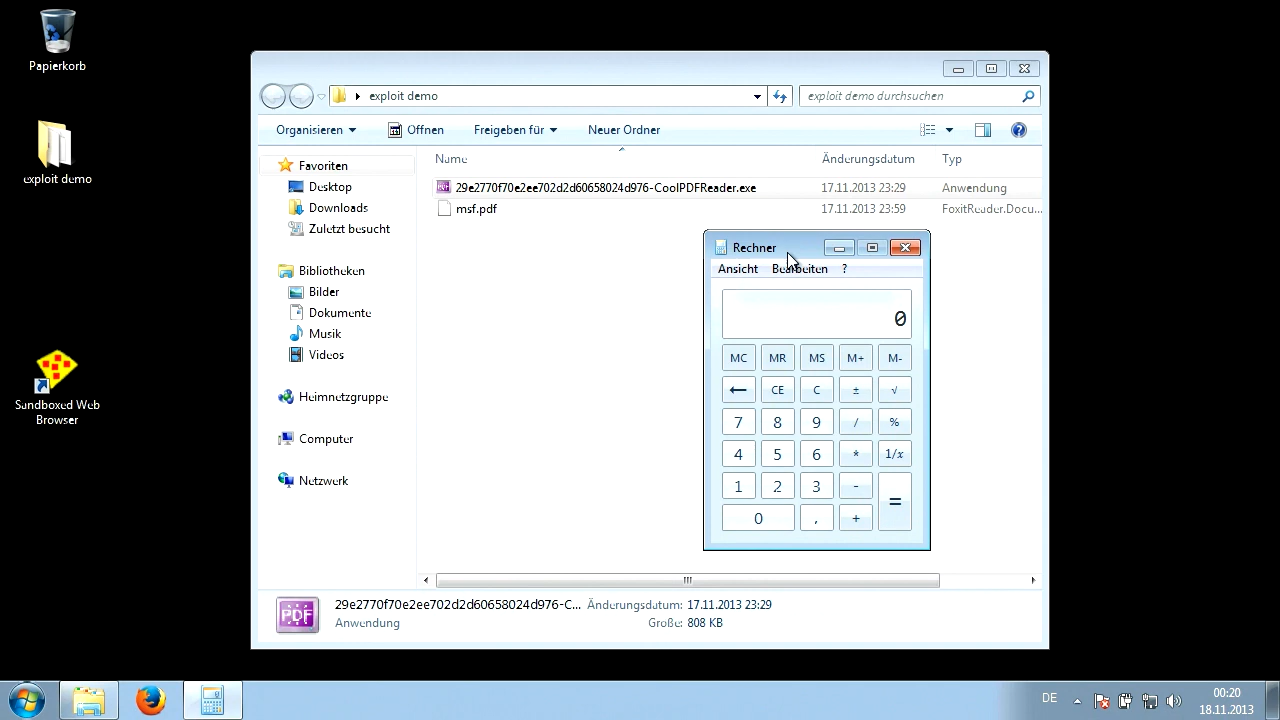 Papierkorb
exploit demo
Sandboxed Web
Browser
exploit demo
exploit demo durchsuchen
Organisieren
Öffnen
Freigeben für
Neuer Ordner
Name
Änderungsdatum
Typ
Favoriten
Desktop
Downloads
Zuletzt besucht
Bibliotheken
Bilder
Dokumente
Musik
Videos
Heimnetzgruppe
Computer
Netzwerk
29e2770f70e2ee702d2d60658024d976-CoolPDFReader.exe
17.11.2013 23:29
Anwendung
msf.pdf
17.11.2013 23:59
FoxitReader.Docu...
Rechner
Ansicht Bearbeiten ?
0
MC MR MS M+ M-
← CE C ± √
7 8 9 / %
4 5 6 * 1/x
1 2 3 - =
0 , +
PDF
29e2770f70e2ee702d2d60658024d976-C... Änderungsdatum: 17.11.2013 23:29
Anwendung Größe: 808 KB
DE
00:20
18.11.2013